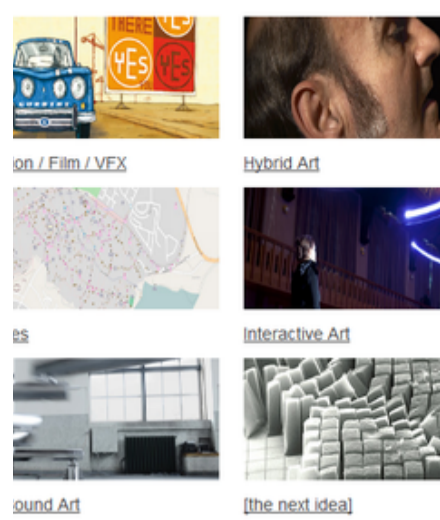 THERE
YES
YES
ion / Film / VFX
Hybrid Art
es
Interactive Art
ound Art
[the next idea]